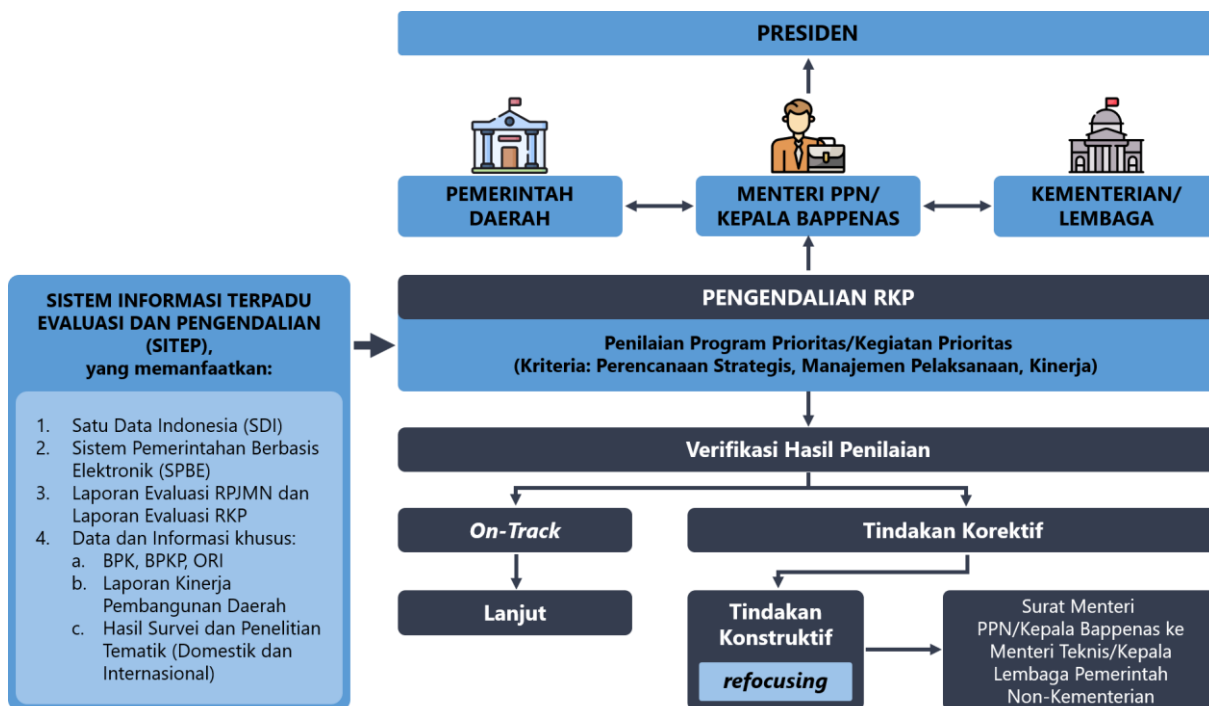 PRESIDEN
PEMERINTAH
DAERAH
MENTERI PPN/
KEPALA BAPPENAS
KEMENTERIAN/
LEMBAGA
SISTEM INFORMASI TERPADU
EVALUASI DAN PENGENDALIAN
(SITEP),
yang memanfaatkan:
1. Satu Data Indonesia (SDI)
2. Sistem Pemerintahan Berbasis
Elektronik (SPBE)
3. Laporan Evaluasi RPJMN dan
Laporan Evaluasi RKP
4. Data dan Informasi khusus:
a. BPK, BPKP, ORI
b. Laporan Kinerja
Pembangunan Daerah
c. Hasil Survei dan Penelitian
Tematik (Domestik dan
Internasional)
PENGENDALIAN RKP
Penilaian Program Prioritas/Kegiatan Prioritas
(Kriteria: Perencanaan Strategis, Manajemen Pelaksanaan, Kinerja)
Verifikasi Hasil Penilaian
On-Track
Tindakan Korektif
Lanjut
Tindakan
Konstruktif
refocusing
Surat Menteri
PPN/Kepala Bappenas ke
Menteri Teknis/Kepala
Lembaga Pemerintah
Non-Kementerian